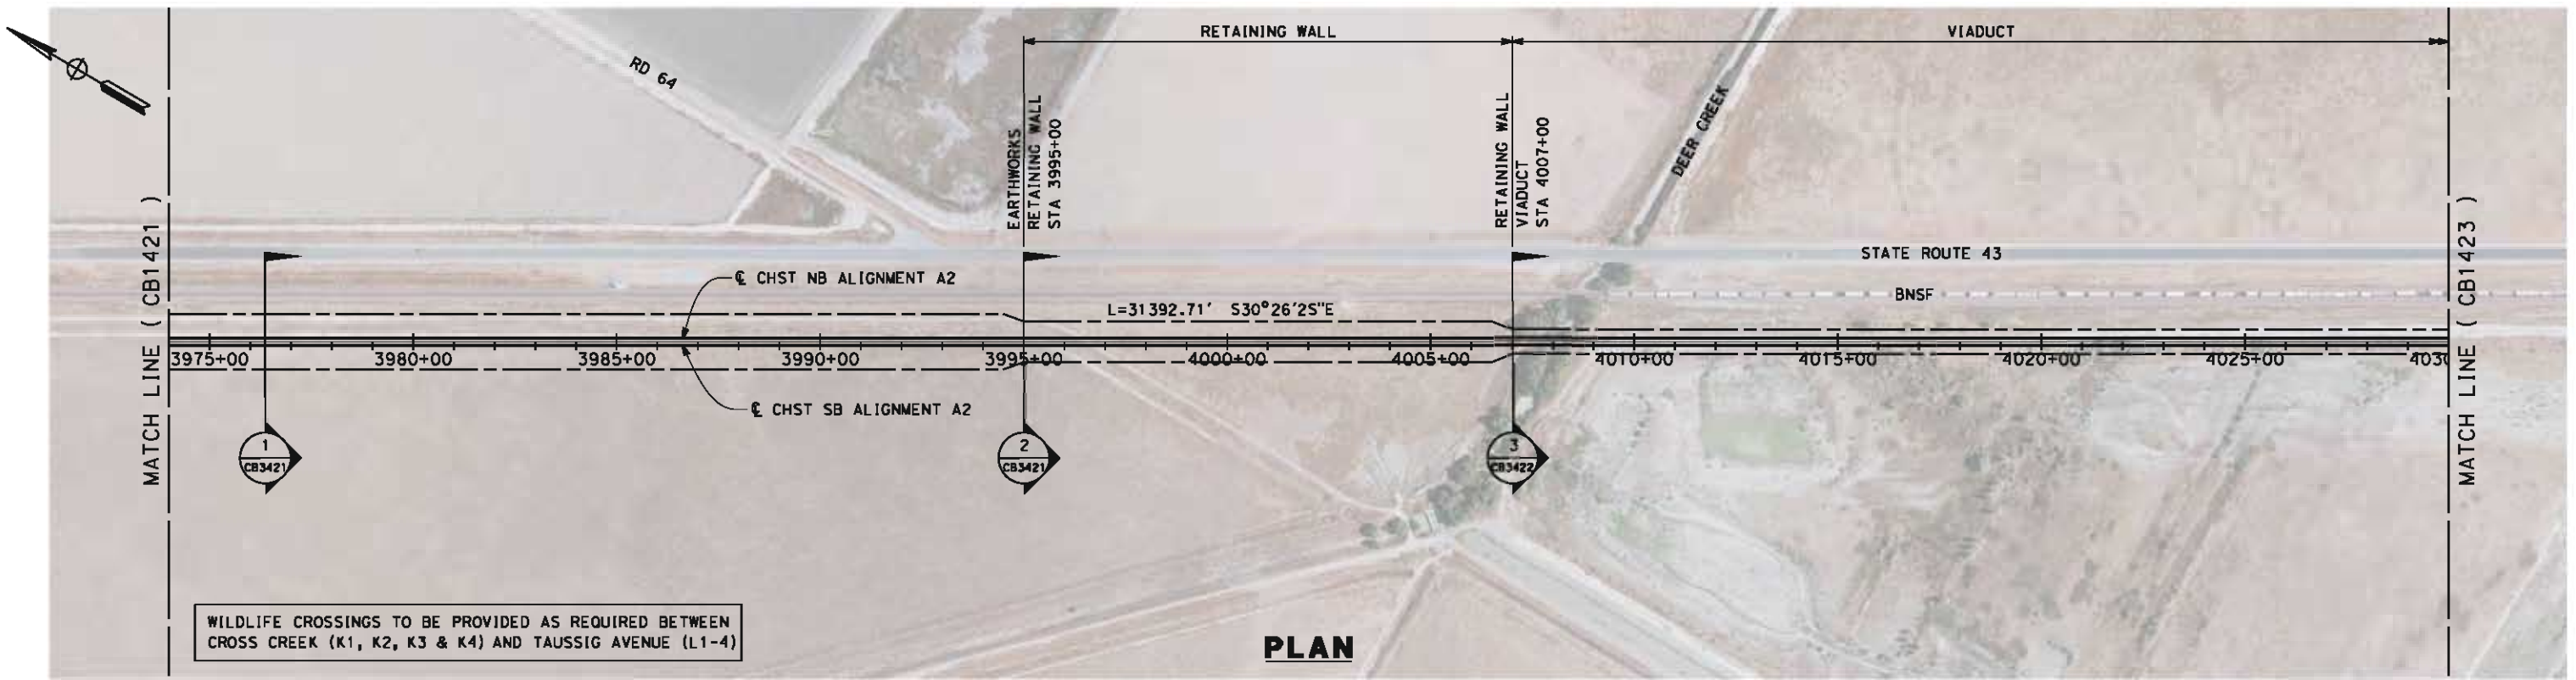 RETAINING WALL
VIADUCT
RD 64
EARTHWORKS
RETAINING WALL
STA 3995+00
RETAINING WALL
VIADUCT
STA 4007+00
DEER CREEK
MATCH LINE ( CB1421 )
MATCH LINE ( CB1423 )
STATE ROUTE 43
BNSF
℄ CHST NB ALIGNMENT A2
L=31392.71' S30°26'2S"E
3975+00 3980+00 3985+00 3990+00 3995+00 4000+00 4005+00 4010+00 4015+00 4020+00 4025+00 4030
℄ CHST SB ALIGNMENT A2
1
CB3421
2
CB3421
3
CB3422
WILDLIFE CROSSINGS TO BE PROVIDED AS REQUIRED BETWEEN
CROSS CREEK (K1, K2, K3 & K4) AND TAUSSIG AVENUE (L1-4)
PLAN